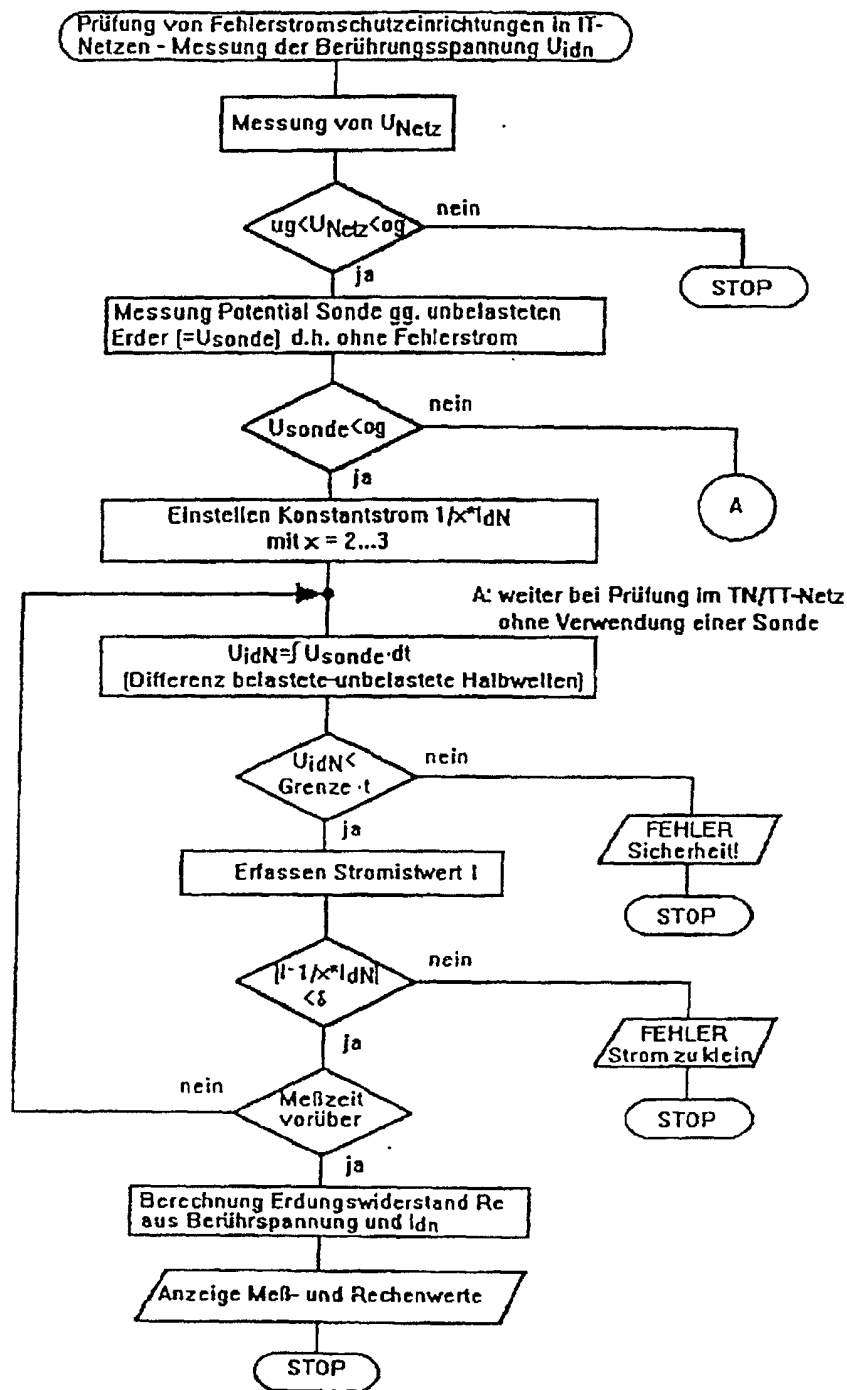 Prüfung von Fehlerstromschutzeinrichtungen in IT-
Netzen - Messung der Berührungsspannung Uidn
Messung von UNetz
ug<UNetz<og
nein
ja
STOP
Messung Potential Sonde gg. unbelasteten
Erder [=Usonde] d.h. ohne Fehlerstrom
Usonde<og
nein
ja
A
Einstellen Konstantstrom 1/x*IdN
mit x = 2...3
A: weiter bei Prüfung im TN/TT-Netz
ohne Verwendung einer Sonde
UidN=∫ Usonde·dt
(Differenz belastete-unbelastete Halbwellen)
UidN<
Grenze·t
nein
ja
FEHLER
Sicherheit!
STOP
Erfassen Stromistwert I
|I-1/x*IdN|
<δ
nein
ja
FEHLER
Strom zu klein
STOP
Meßzeit
vorüber
nein
ja
Berechnung Erdungswiderstand Re
aus Berührspannung und Idn
Anzeige Meß- und Rechenwerte
STOP